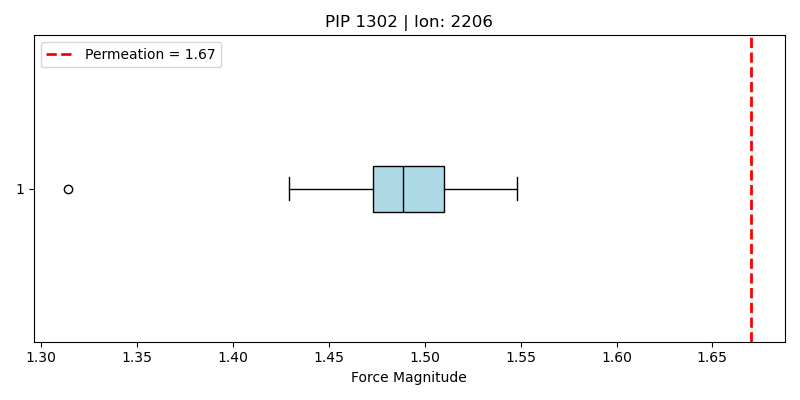 PIP 1302 | Ion: 2206
Permeation = 1.67
1
1.30 1.35 1.40 1.45 1.50 1.55 1.60 1.65
Force Magnitude